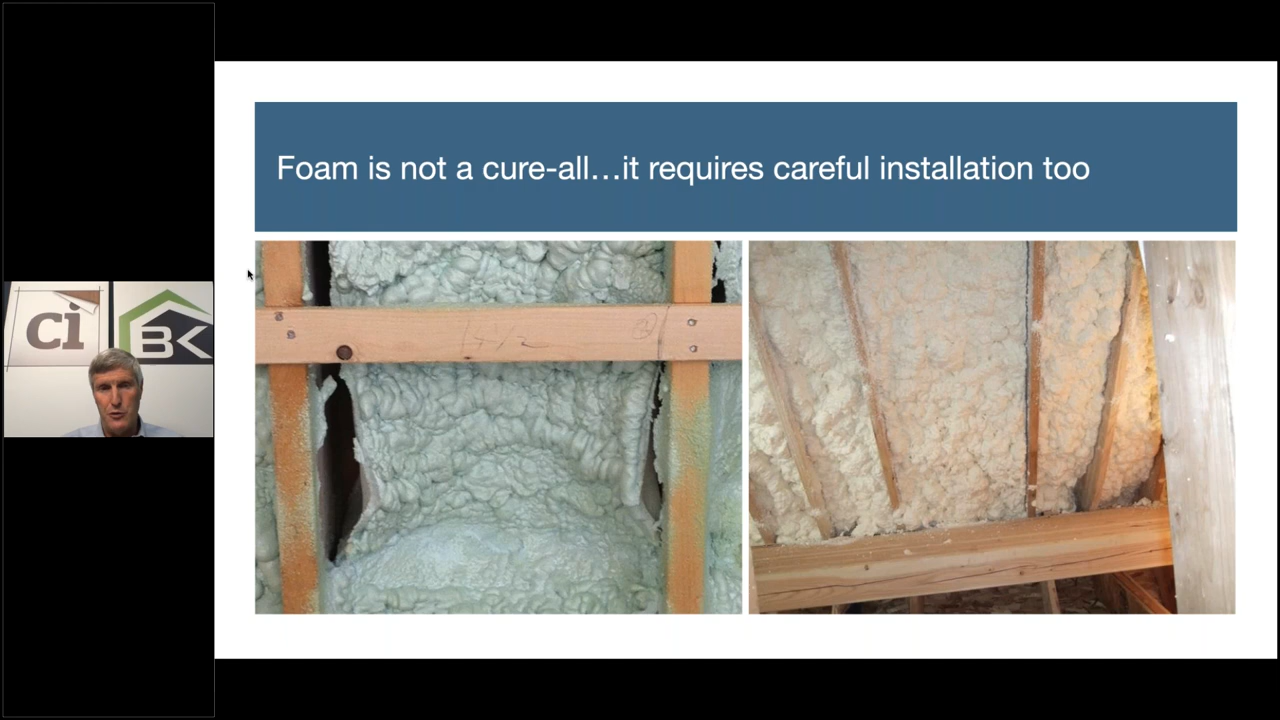 Foam is not a cure-all…it requires careful installation too
ci
BK